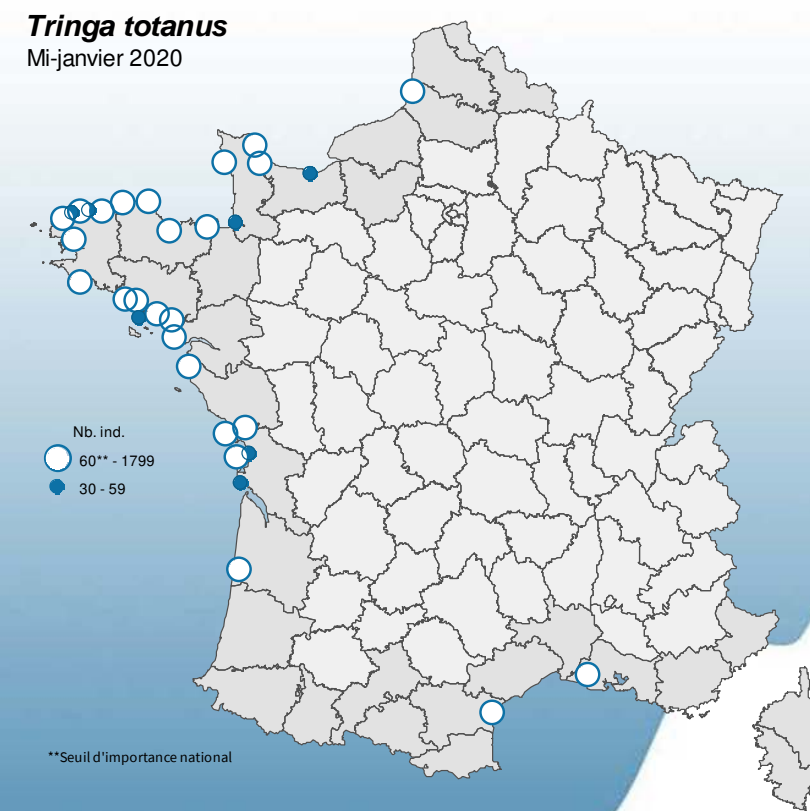 Tringa totanus
Mi-janvier 2020
Nb. ind.
60** - 1799
30 - 59
**Seuil d'importance national